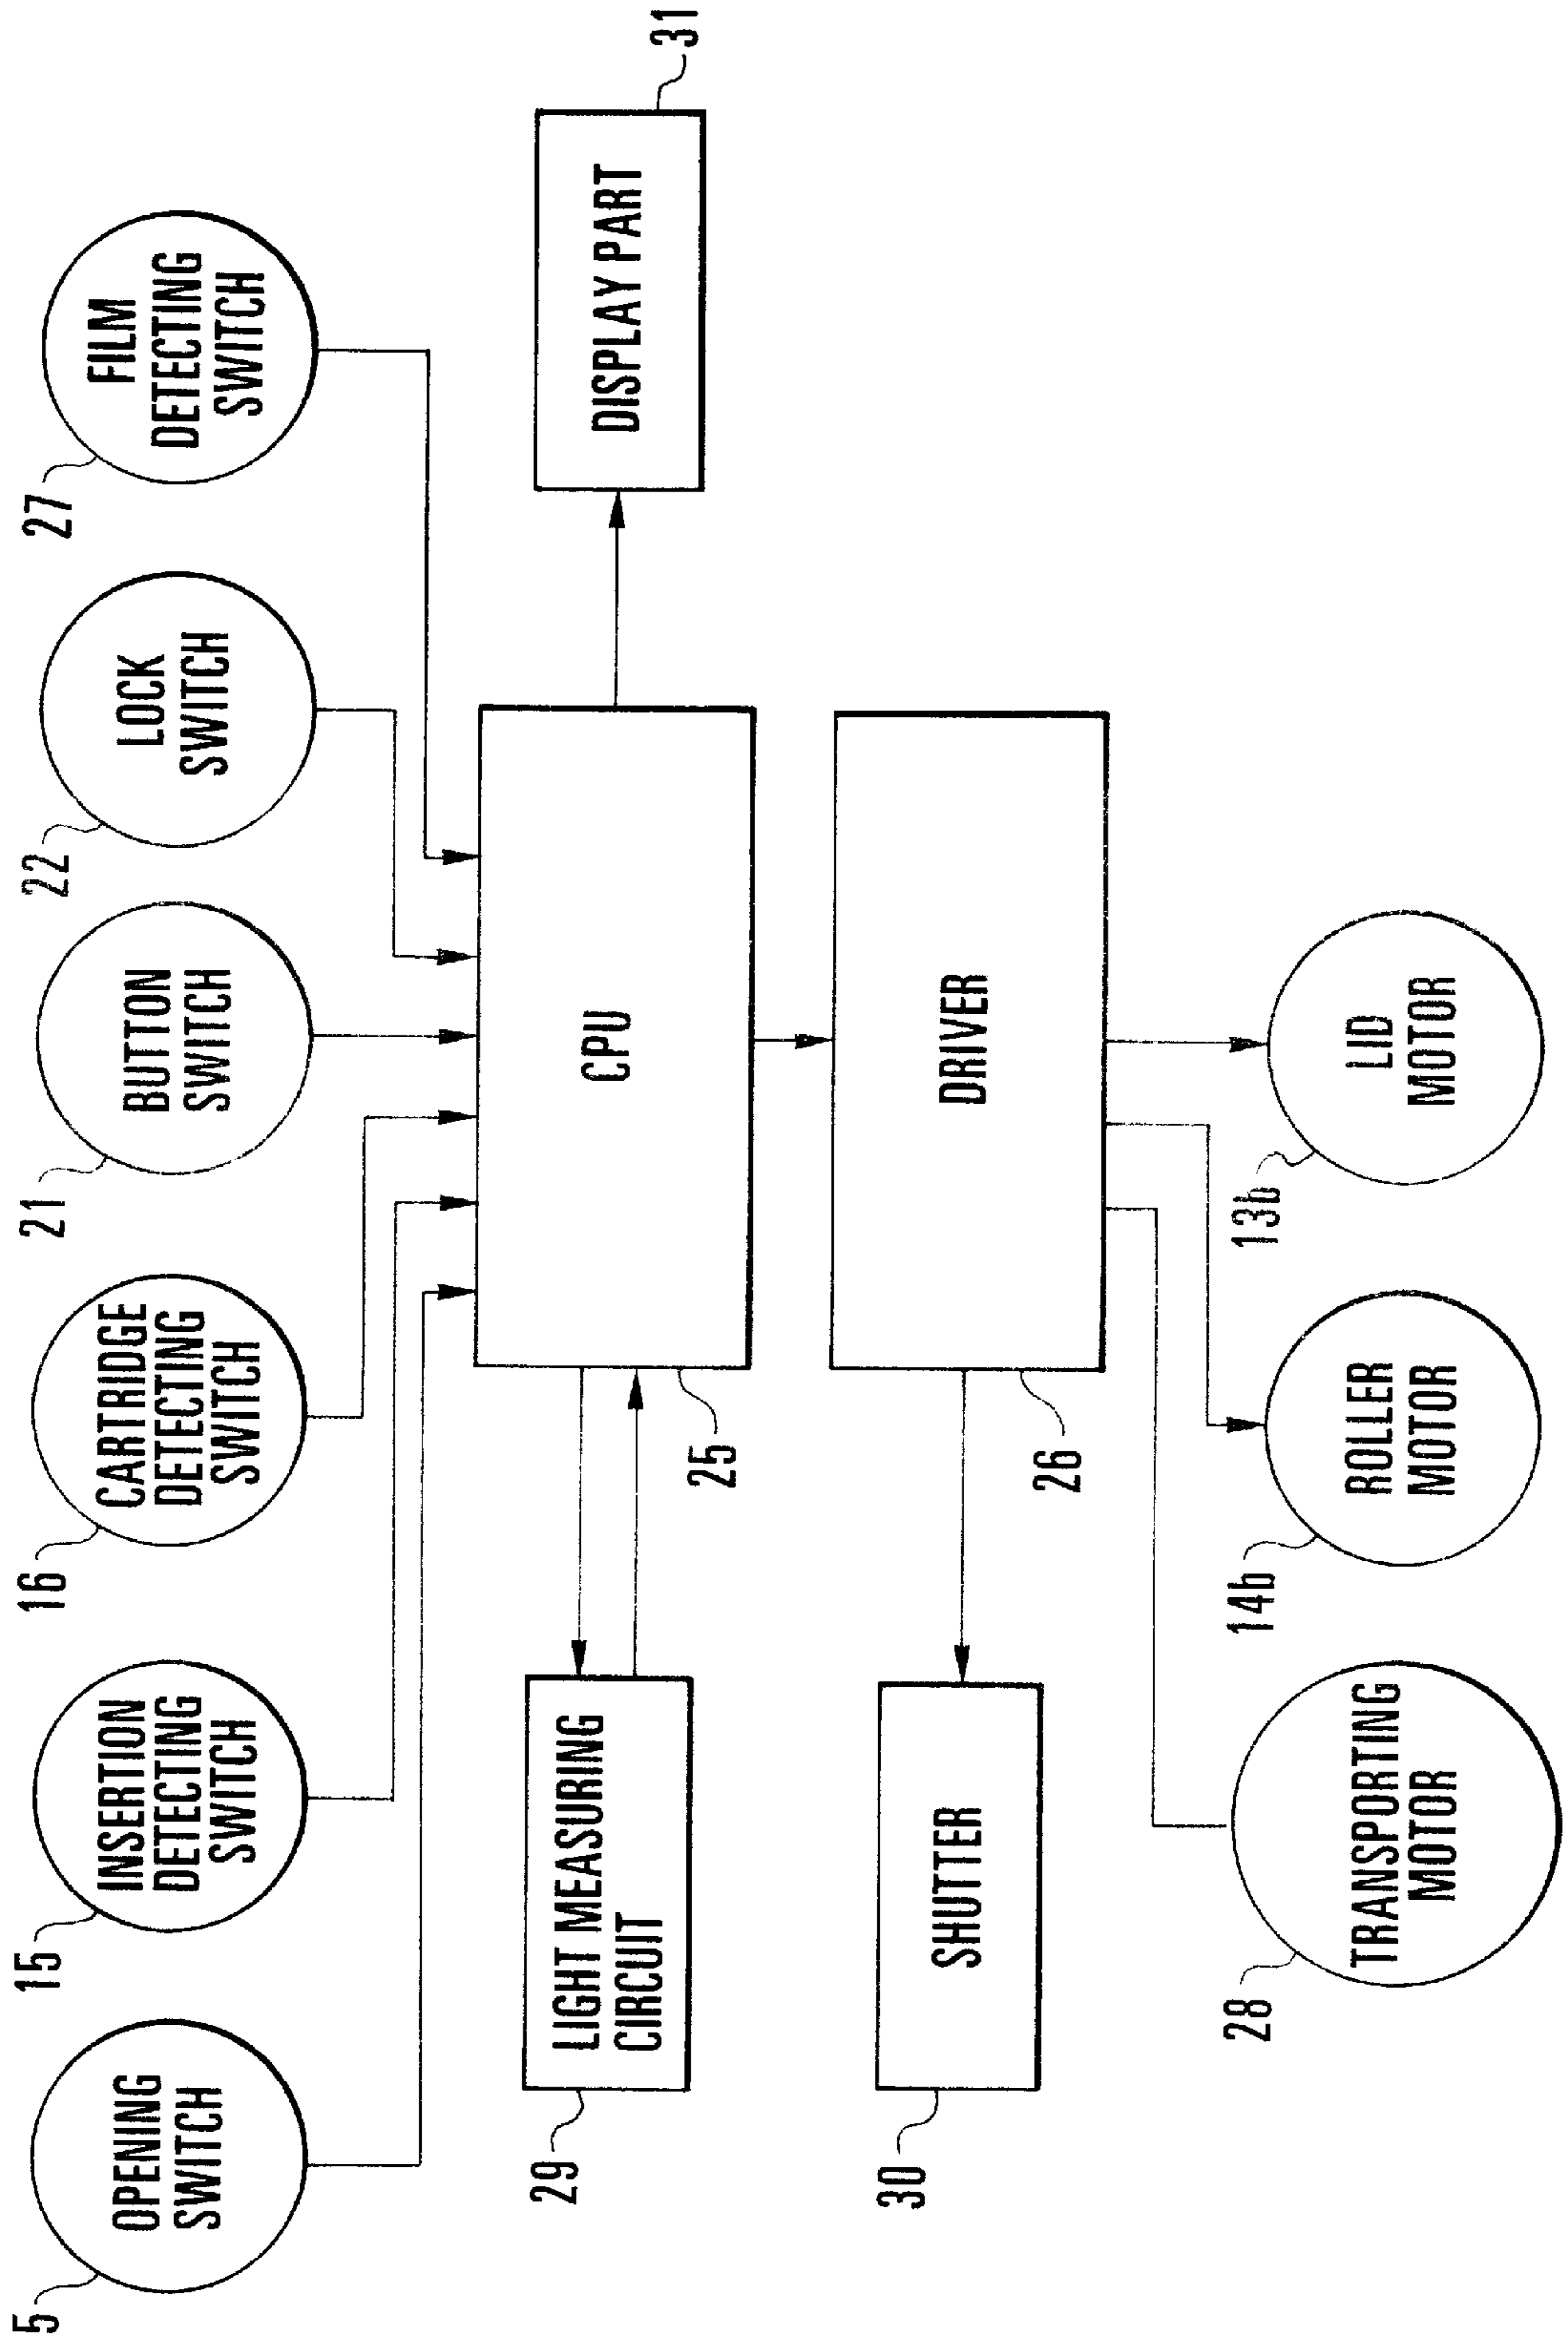 5
OPENING
SWITCH
15
INSERTION
DETECTING
SWITCH
16
CARTRIDGE
DETECTING
SWITCH
21
BUTTON
SWITCH
22
LOCK
SWITCH
27
FILM
DETECTING
SWITCH
29
LIGHT MEASURING
CIRCUIT
25
CPU
DISPLAY PART
31
30
SHUTTER
26
DRIVER
28
TRANSPORTING
MOTOR
14b
ROLLER
MOTOR
13b
LID
MOTOR